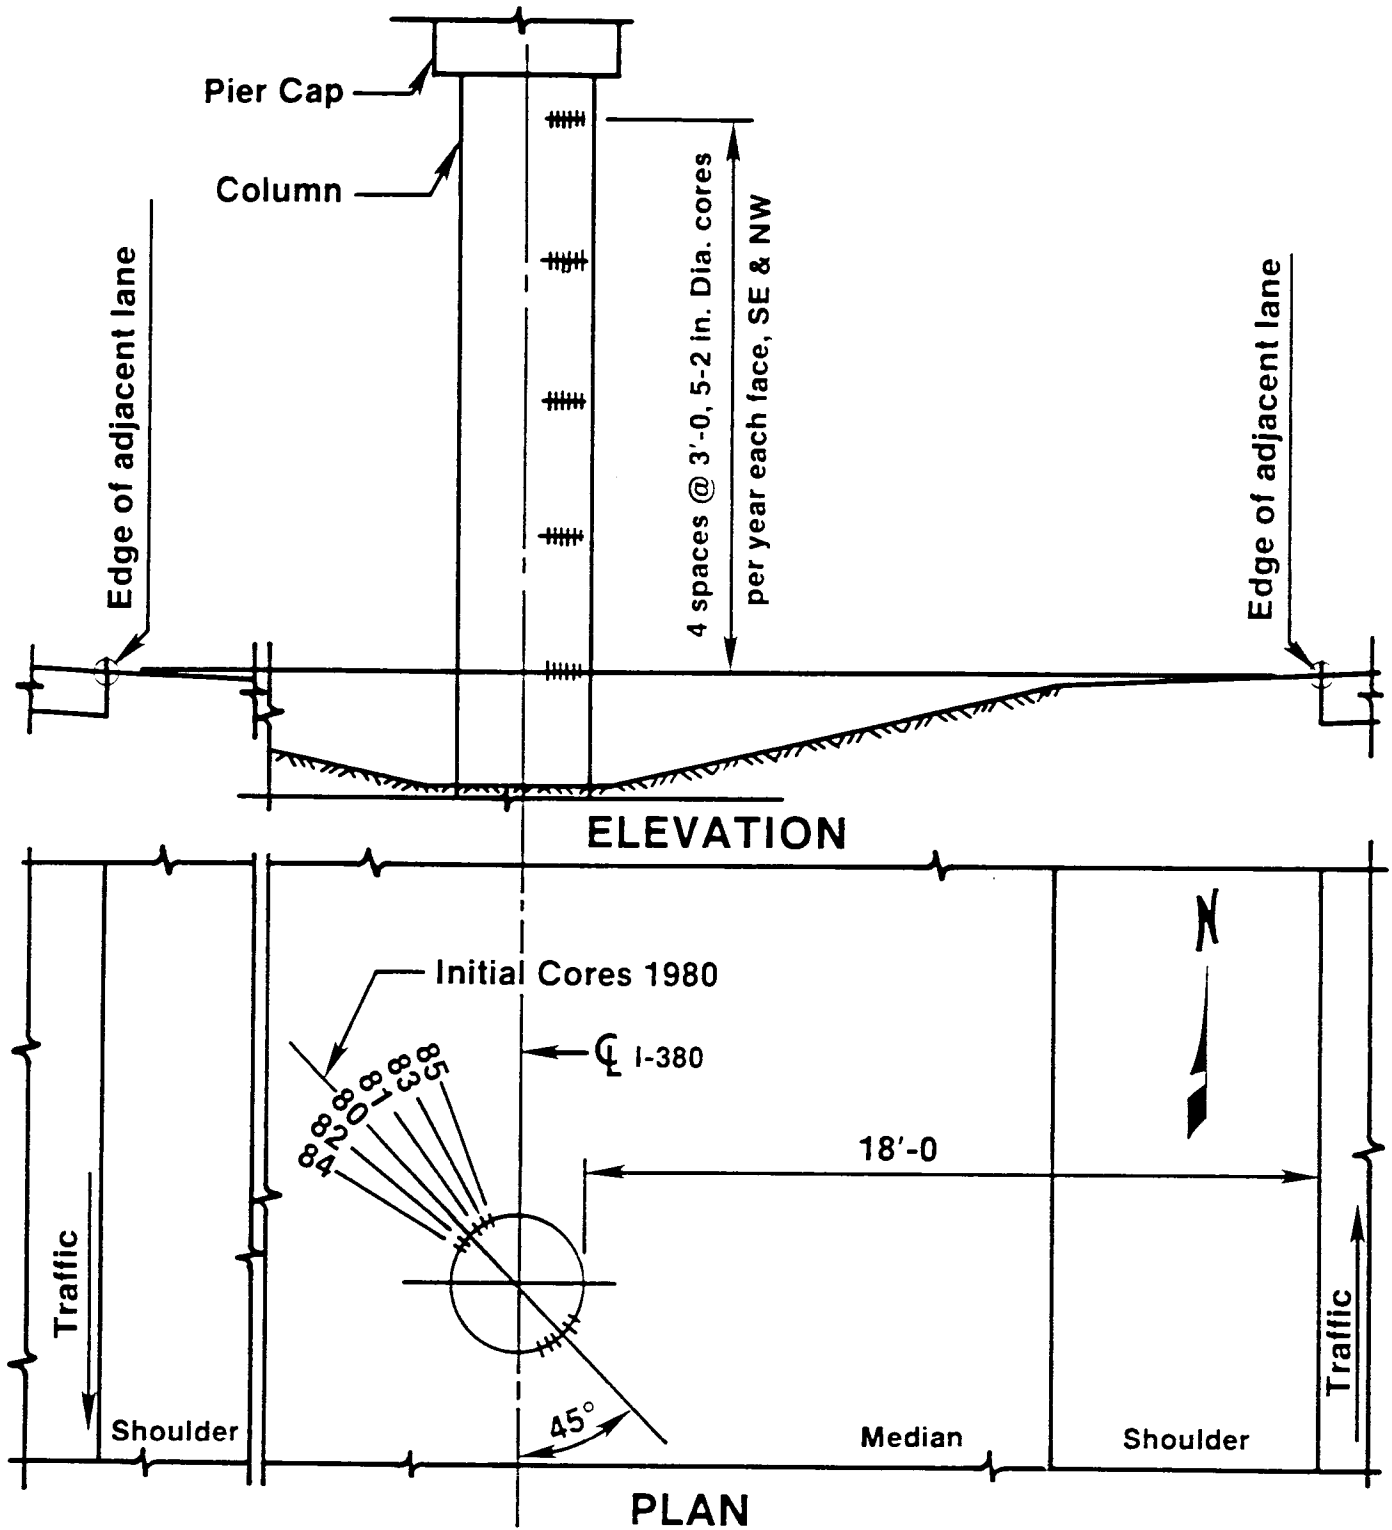 Pier Cap
Column
Edge of adjacent lane
4 spaces @ 3'-0, 5-2 in. Dia. cores
per year each face, SE & NW
Edge of adjacent lane
ELEVATION
N
Initial Cores 1980
℄ I-380
85
83
81
80
82
84
18'-0
Traffic
Traffic
45°
Shoulder
Median
Shoulder
PLAN